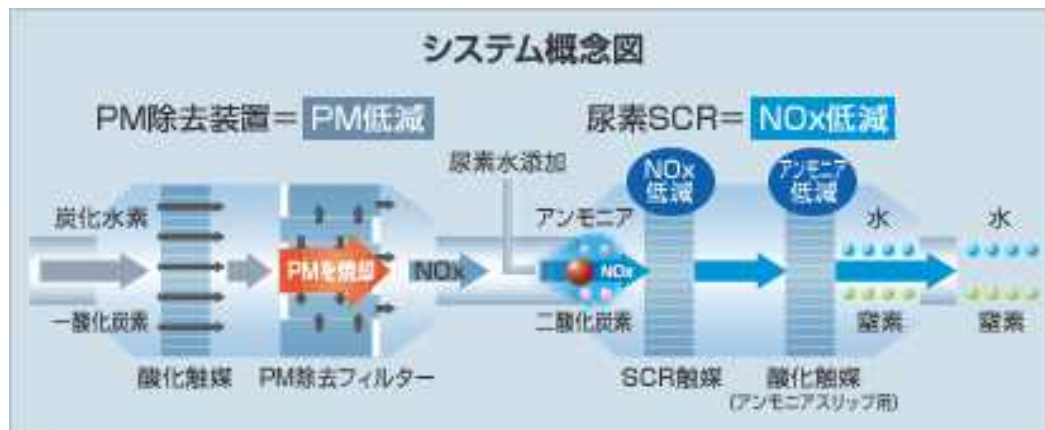 システム概念図
PM除去装置＝ PM低減
尿素SCR＝ NOx低減
尿素水添加
NOx
低減
アンモニア
低減
炭化水素
アンモニア
水
水
PMを焼却
NOx
NOx
一酸化炭素
二酸化炭素
窒素
窒素
酸化触媒
PM除去フィルター
SCR触媒
酸化触媒
(アンモニアスリップ用)